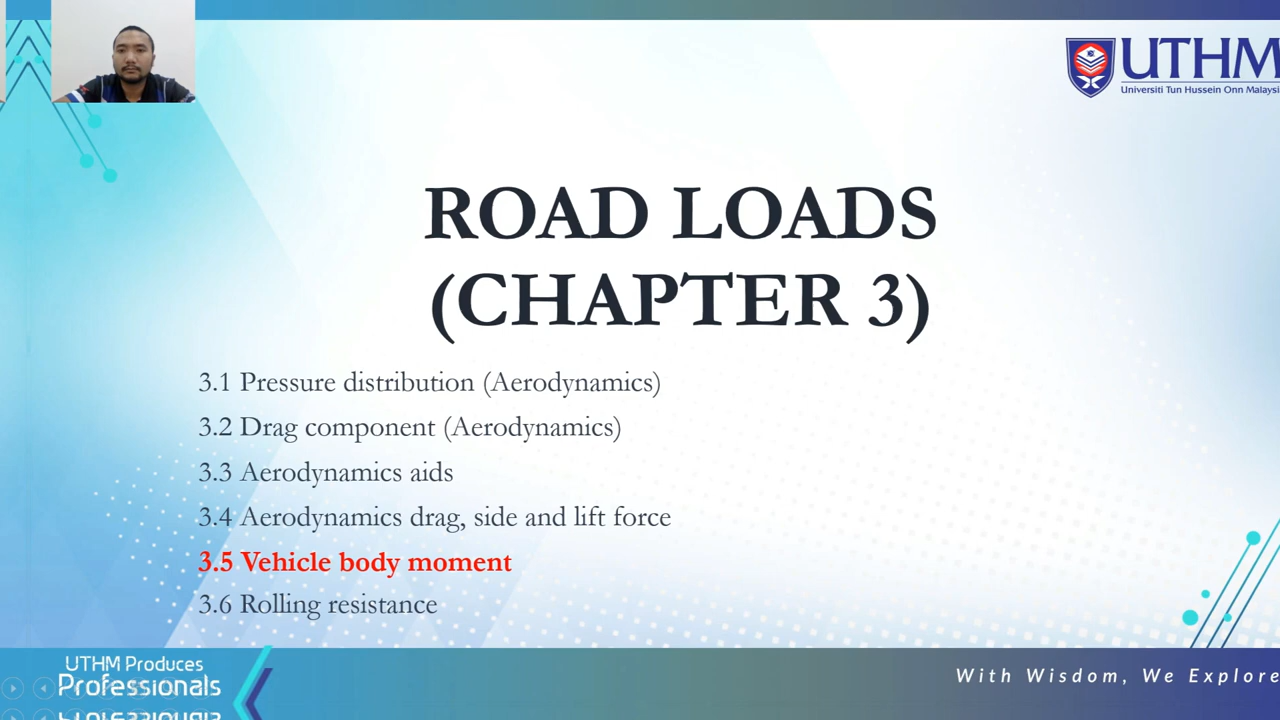 UTHM
Universiti Tun Hussein Onn Malaysi
ROAD LOADS
(CHAPTER 3)
3.1 Pressure distribution (Aerodynamics)
3.2 Drag component (Aerodynamics)
3.3 Aerodynamics aids
3.4 Aerodynamics drag, side and lift force
3.5 Vehicle body moment
3.6 Rolling resistance
UTHM Produces
Professionals
With Wisdom, We Explore